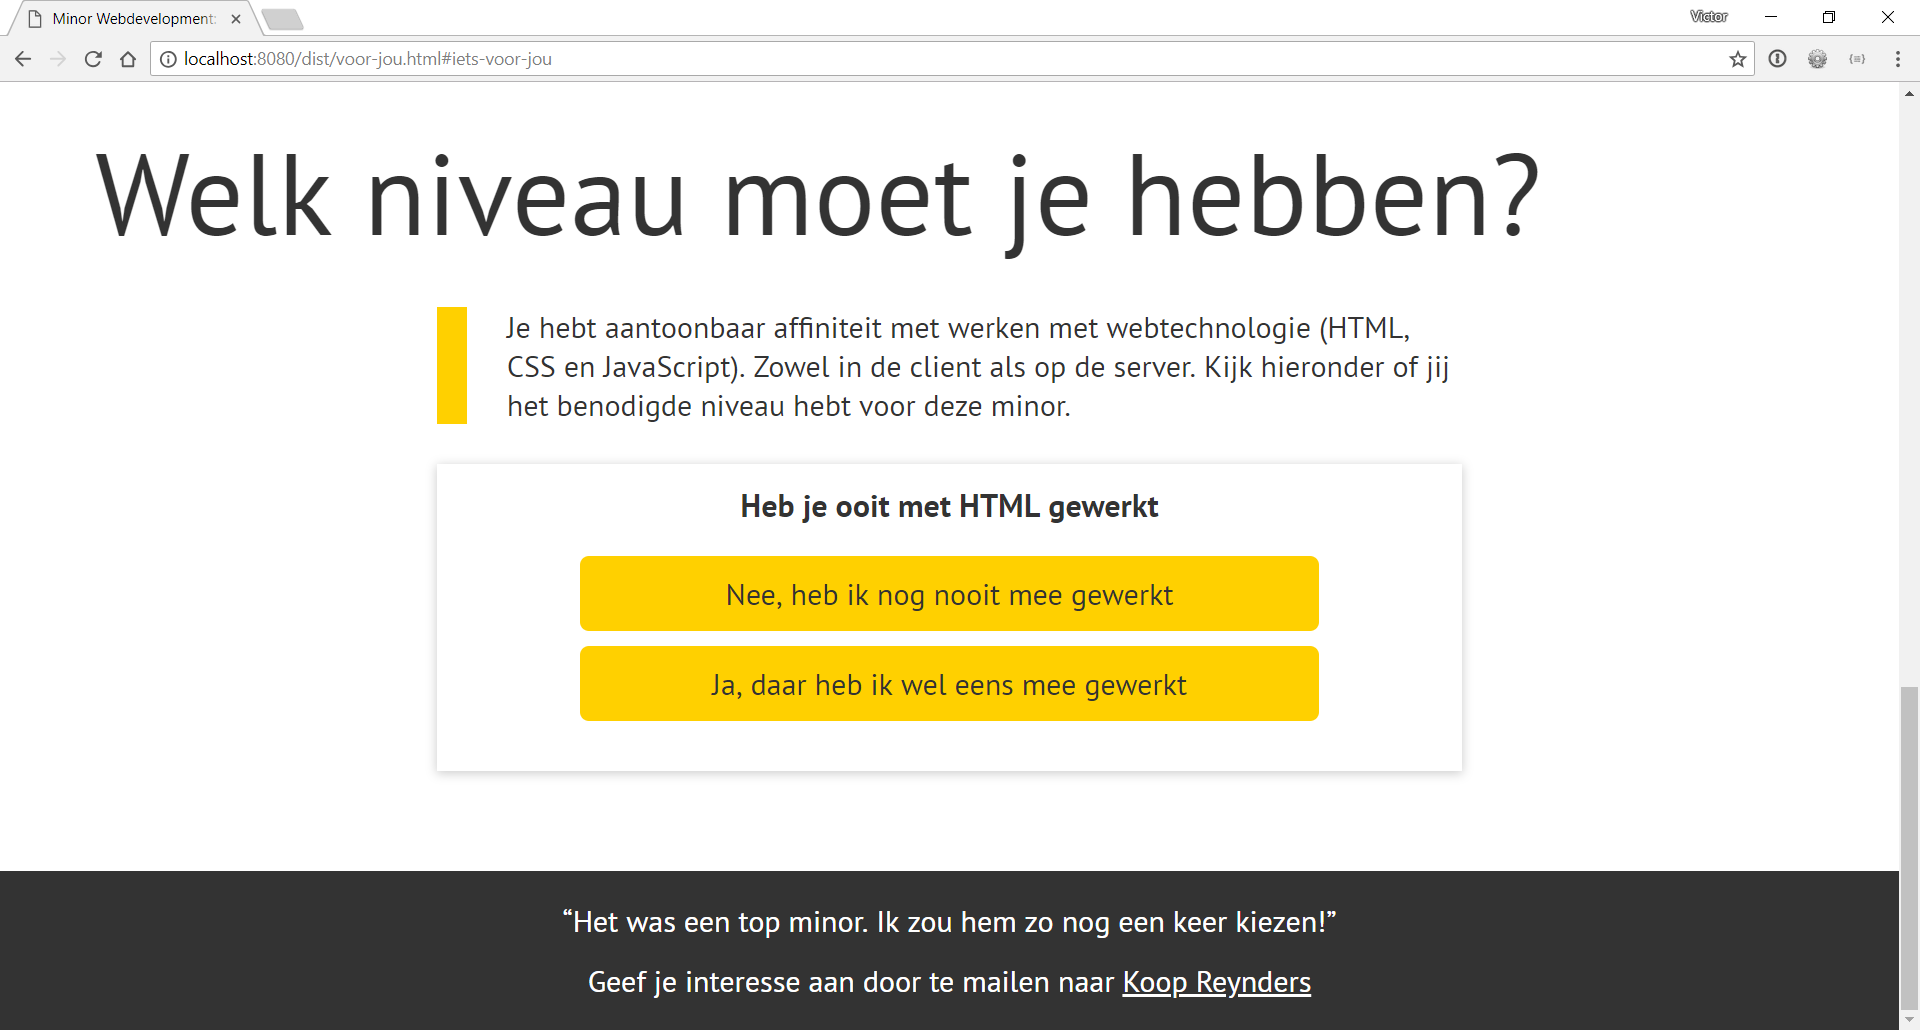 Minor Webdevelopment:
Victor
localhost:8080/dist/voor-jou.html#iets-voor-jou
Welk niveau moet je hebben?
Je hebt aantoonbaar affiniteit met werken met webtechnologie (HTML,
CSS en JavaScript). Zowel in de client als op de server. Kijk hieronder of jij
het benodigde niveau hebt voor deze minor.
Heb je ooit met HTML gewerkt
Nee, heb ik nog nooit mee gewerkt
Ja, daar heb ik wel eens mee gewerkt
“Het was een top minor. Ik zou hem zo nog een keer kiezen!”
Geef je interesse aan door te mailen naar Koop Reynders